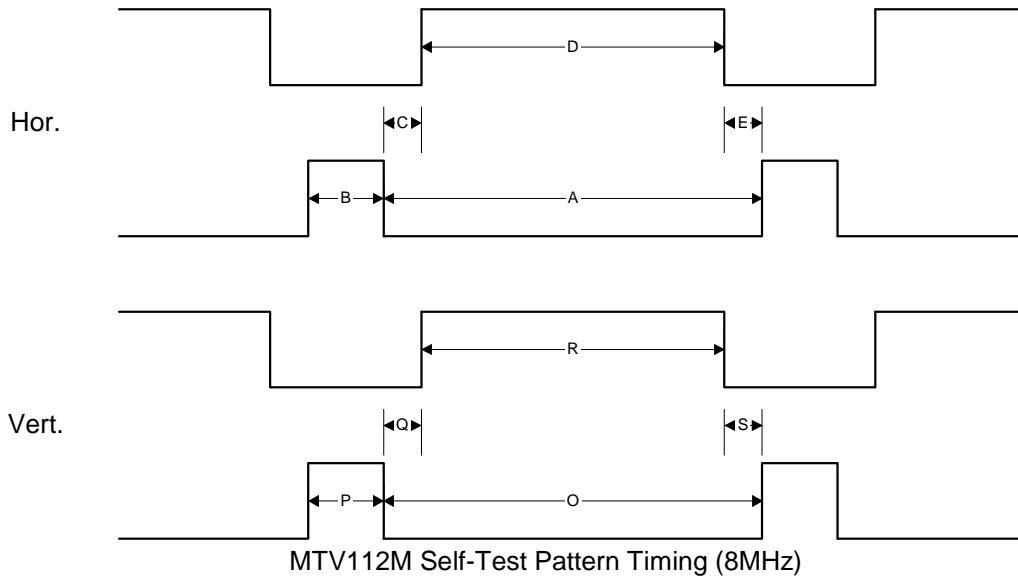 D
Hor.
C
E
B
A
R
Vert.
Q
S
P
O
MTV112M Self-Test Pattern Timing (8MHz)